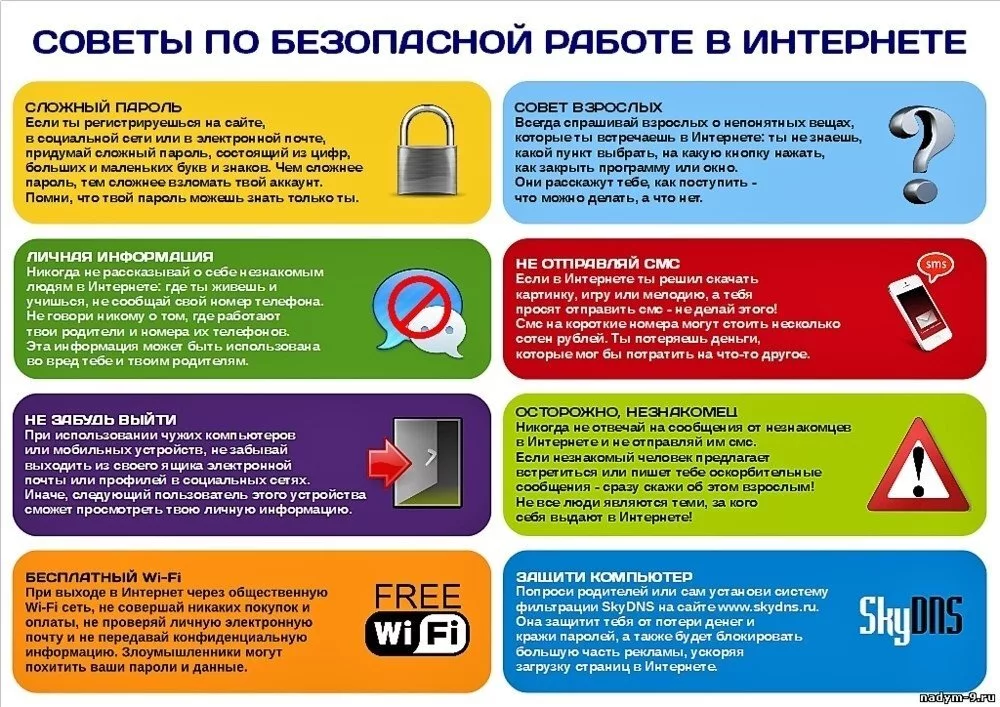 СОВЕТЫ ПО БЕЗОПАСНОЙ РАБОТЕ В ИНТЕРНЕТЕ
СЛОЖНЫЙ ПАРОЛЬ
Если ты регистрируешься на сайте,
в социальной сети или в электронной почте,
придумай сложный пароль, состоящий из цифр,
больших и маленьких букв и знаков. Чем сложнее
пароль, тем сложнее взломать твой аккаунт.
Помни, что твой пароль можешь знать только ты.
СОВЕТ ВЗРОСЛЫХ
Всегда спрашивай взрослых о непонятных вещах,
которые ты встречаешь в Интернете: ты не знаешь,
какой пункт выбрать, на какую кнопку нажать,
как закрыть программу или окно.
Они расскажут тебе, как поступить -
что можно делать, а что нет.
ЛИЧНАЯ ИНФОРМАЦИЯ
Никогда не рассказывай о себе незнакомым
людям в Интернете: где ты живешь и
учишься, не сообщай свой номер телефона.
Не говори никому о том, где работают
твои родители и номера их телефонов.
Эта информация может быть использована
во вред тебе и твоим родителям.
НЕ ОТПРАВЛЯЙ СМС
Если в Интернете ты решил скачать
картинку, игру или мелодию, а тебя
просят отправить смс - не делай этого!
Смс на короткие номера могут стоить несколько
сотен рублей. Ты потеряешь деньги,
которые мог бы потратить на что-то другое.
sms
НЕ ЗАБУДЬ ВЫЙТИ
При использовании чужих компьютеров
или мобильных устройств, не забывай
выходить из своего ящика электронной
почты или профилей в социальных сетях.
Иначе, следующий пользователь этого устройства
сможет просмотреть твою личную информацию.
ОСТОРОЖНО, НЕЗНАКОМЕЦ
Никогда не отвечай на сообщения от незнакомцев
в Интернете и не отправляй им смс.
Если незнакомый человек предлагает
встретиться или пишет тебе оскорбительные
сообщения - сразу скажи об этом взрослым!
Не все люди являются теми, за кого
себя выдают в Интернете!
БЕСПЛАТНЫЙ Wi-Fi
При выходе в Интернет через общественную
Wi-Fi сеть, не совершай никаких покупок и
оплаты, не проверяй личную электронную
почту и не передавай конфиденциальную
информацию. Злоумышленники могут
похитить ваши пароли и данные.
FREE
Wi Fi
ЗАЩИТИ КОМПЬЮТЕР
Попроси родителей или сам установи систему
фильтрации SkyDNS на сайте www.skydns.ru.
Она защитит тебя от потери денег и
кражи паролей, а также будет блокировать
большую часть рекламы, ускоряя
загрузку страниц в Интернете.
SkyDNS
nadym-9.ru